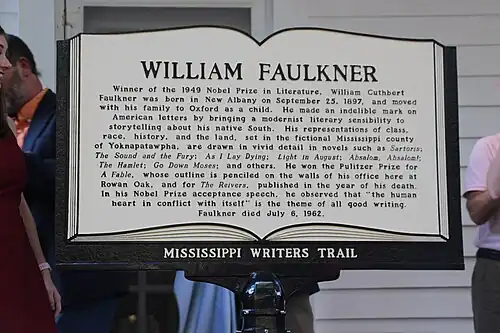 WILLIAM FAULKNER
Winner of the 1949 Nobel Prize in Literature, William Cuthbert
Faulkner was born in New Albany on September 25, 1897, and moved
with his family to Oxford as a child. He made an indelible mark on
American letters by bringing a modernist literary sensibility to
storytelling about his native South. His representations of class,
race, history, and the land, set in the fictional Mississippi county
of Yoknapatawpha, are drawn in vivid detail in novels such as Sartoris;
The Sound and the Fury; As I Lay Dying; Light in August; Absalom, Absalom!;
The Hamlet; Go Down Moses; and others. He won the Pulitzer Prize for
A Fable, whose outline is penciled on the walls of his office here at
Rowan Oak, and for The Reivers, published in the year of his death.
In his Nobel Prize acceptance speech, he observed that "the human
heart in conflict with itself" is the theme of all good writing.
Faulkner died July 6, 1962.
MISSISSIPPI WRITERS TRAIL